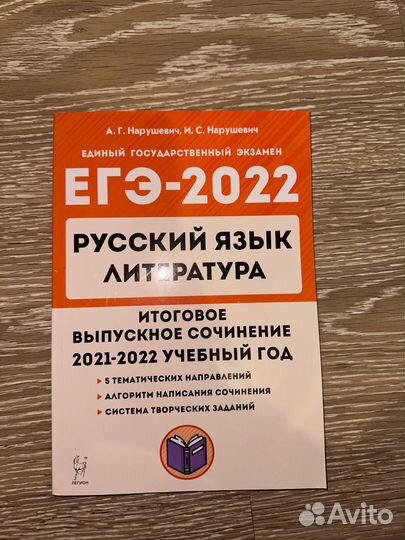 А. Г. Нарушевич, И. С. Нарушевич
ЕДИНЫЙ ГОСУДАРСТВЕННЫЙ ЭКЗАМЕН
ЕГЭ-2022
РУССКИЙ ЯЗЫК
ЛИТЕРАТУРА
ИТОГОВОЕ
ВЫПУСКНОЕ СОЧИНЕНИЕ
2021-2022 УЧЕБНЫЙ ГОД
5 ТЕМАТИЧЕСКИХ НАПРАВЛЕНИЙ
АЛГОРИТМ НАПИСАНИЯ СОЧИНЕНИЯ
СИСТЕМА ТВОРЧЕСКИХ ЗАДАНИЙ
ЛЕГИОН
Avito